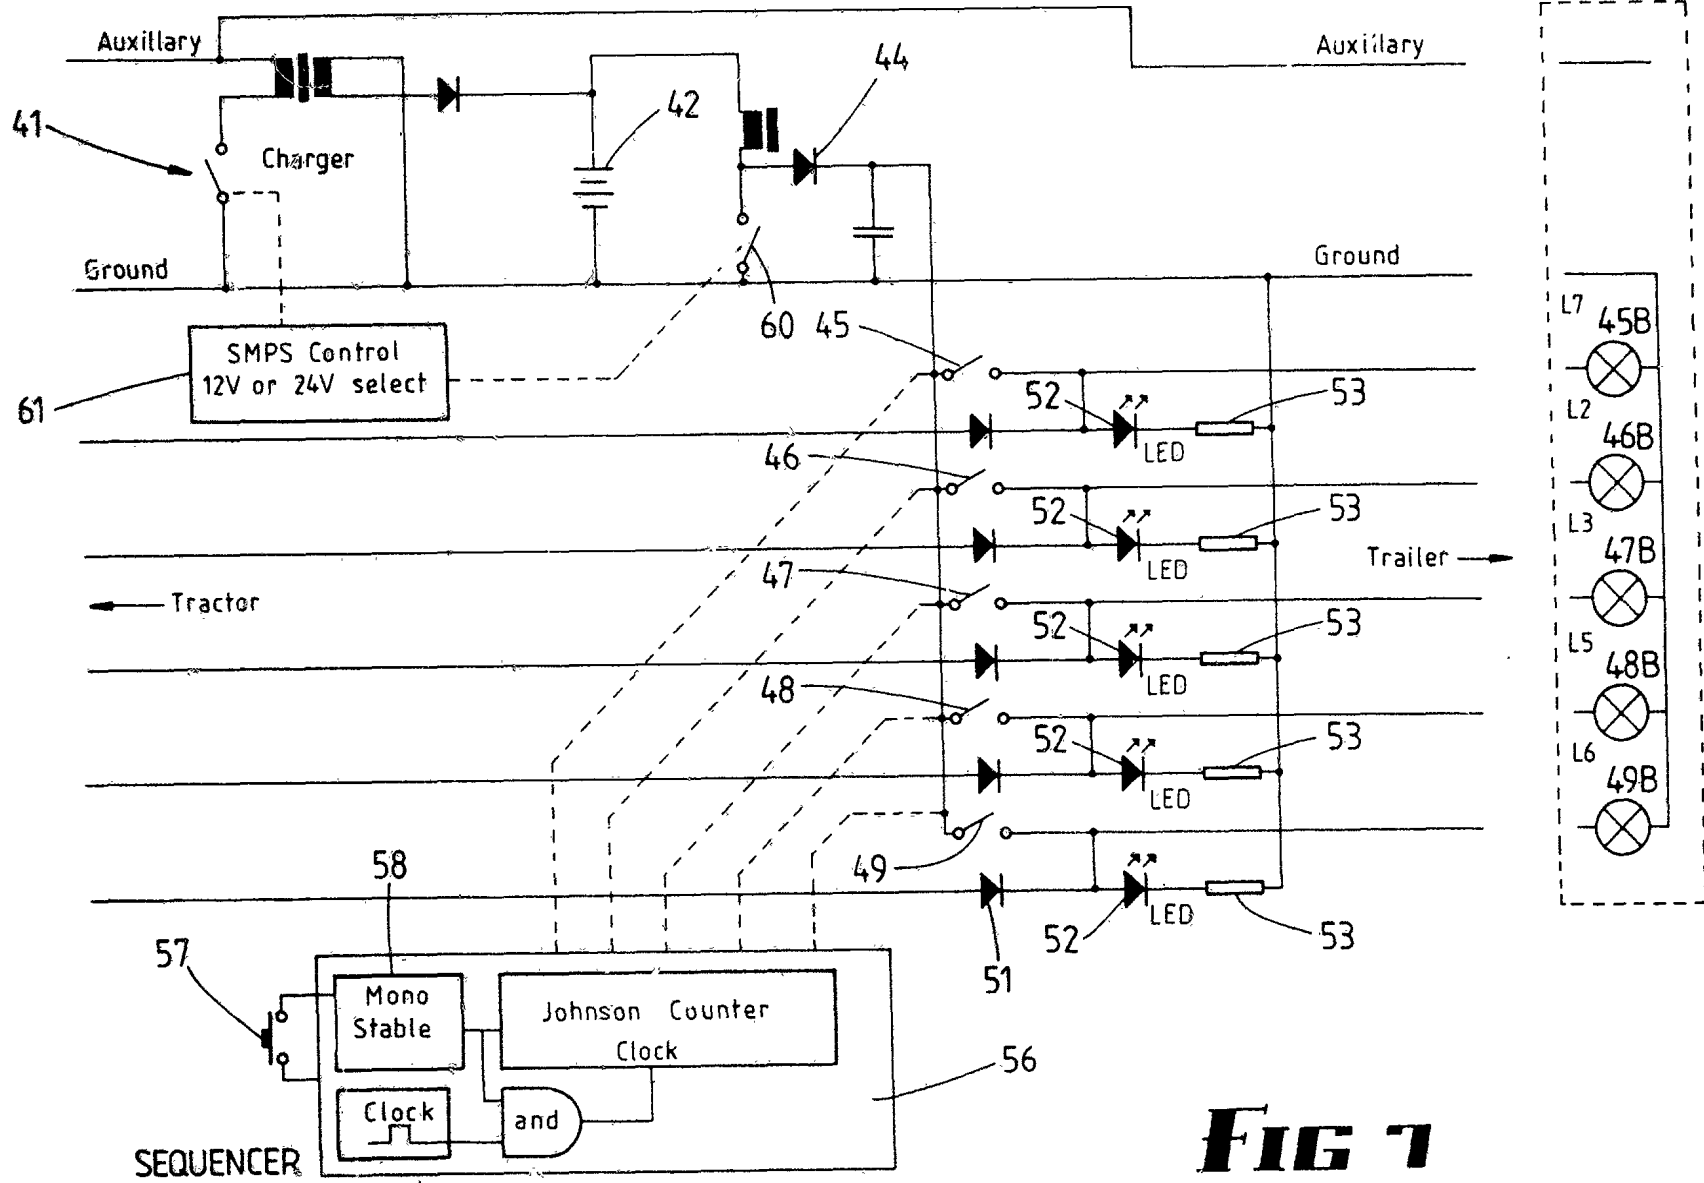 Auxillary
Auxillary
44
41
Charger
42
Ground
Ground
60
45
SMPS Control
12V or 24V select
61
L7
45B
52
53
L2
LED
46
46B
52
53
L3
LED
Trailer
47
47B
Tractor
52
53
L5
LED
48
48B
52
53
L6
LED
49B
49
58
52
LED
53
51
57
Mono
Stable
Johnson Counter
Clock
56
Clock
and
SEQUENCER
FIG 7